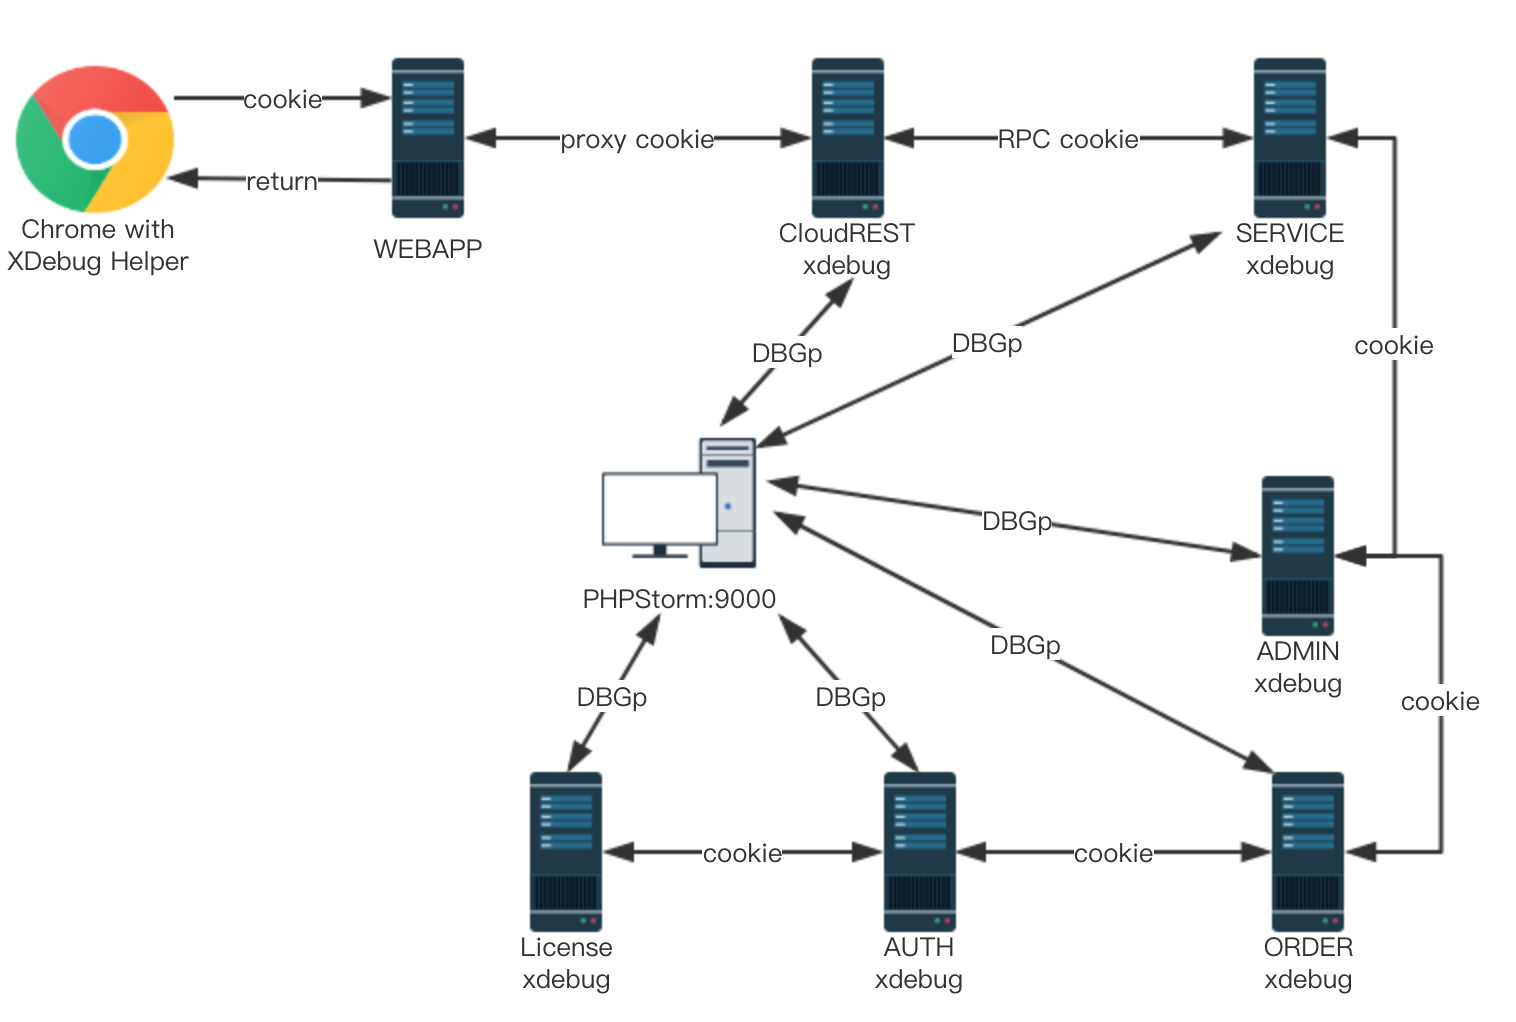 cookie
return
Chrome with
XDebug Helper
WEBAPP
proxy cookie
CloudREST
xdebug
RPC cookie
SERVICE
xdebug
cookie
DBGp
DBGp
DBGp
DBGp
PHPStorm:9000
ADMIN
xdebug
cookie
DBGp
DBGp
cookie
cookie
License
xdebug
AUTH
xdebug
ORDER
xdebug